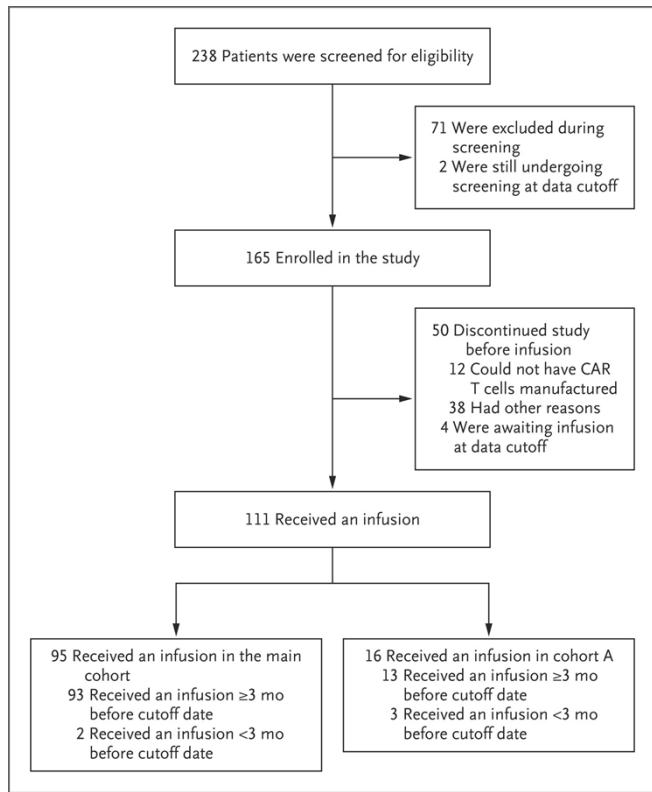 238 Patients were screened for eligibility
71 Were excluded during
screening
2 Were still undergoing
screening at data cutoff
165 Enrolled in the study
50 Discontinued study
before infusion
12 Could not have CAR
T cells manufactured
38 Had other reasons
4 Were awaiting infusion
at data cutoff
111 Received an infusion
95 Received an infusion in the main
cohort
93 Received an infusion ≥3 mo
before cutoff date
2 Received an infusion <3 mo
before cutoff date
16 Received an infusion in cohort A
13 Received an infusion ≥3 mo
before cutoff date
3 Received an infusion <3 mo
before cutoff date